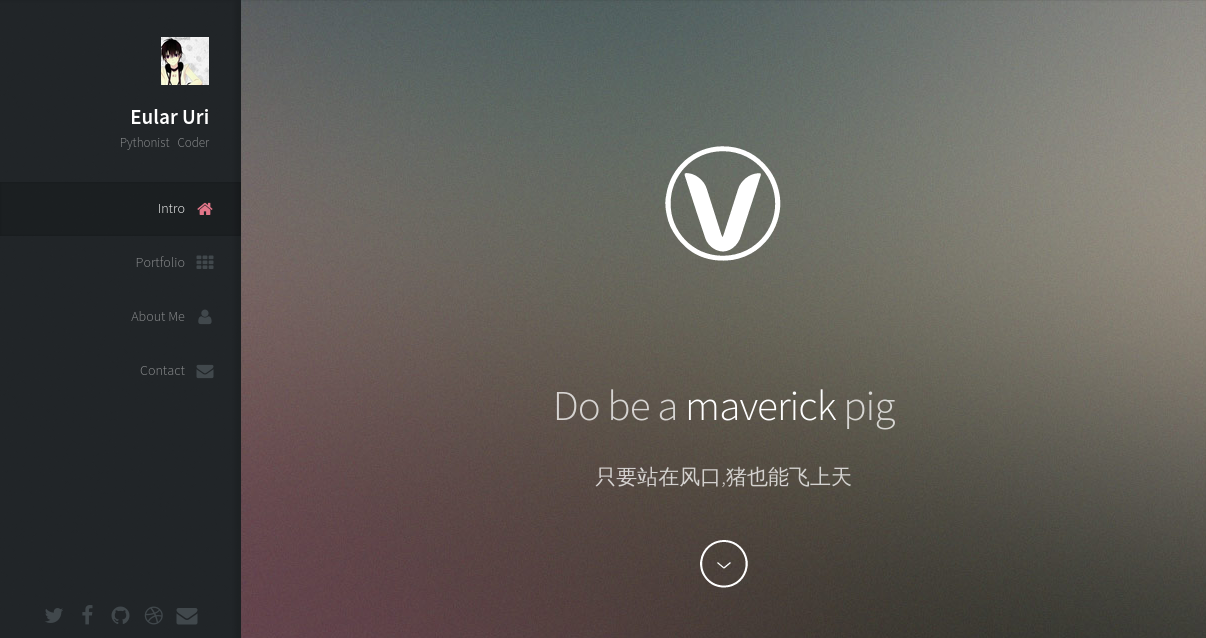 Eular Uri
Pythonist Coder
Intro
Portfolio
About Me
Contact
V
Do be a maverick pig
只要站在风口,猪也能飞上天